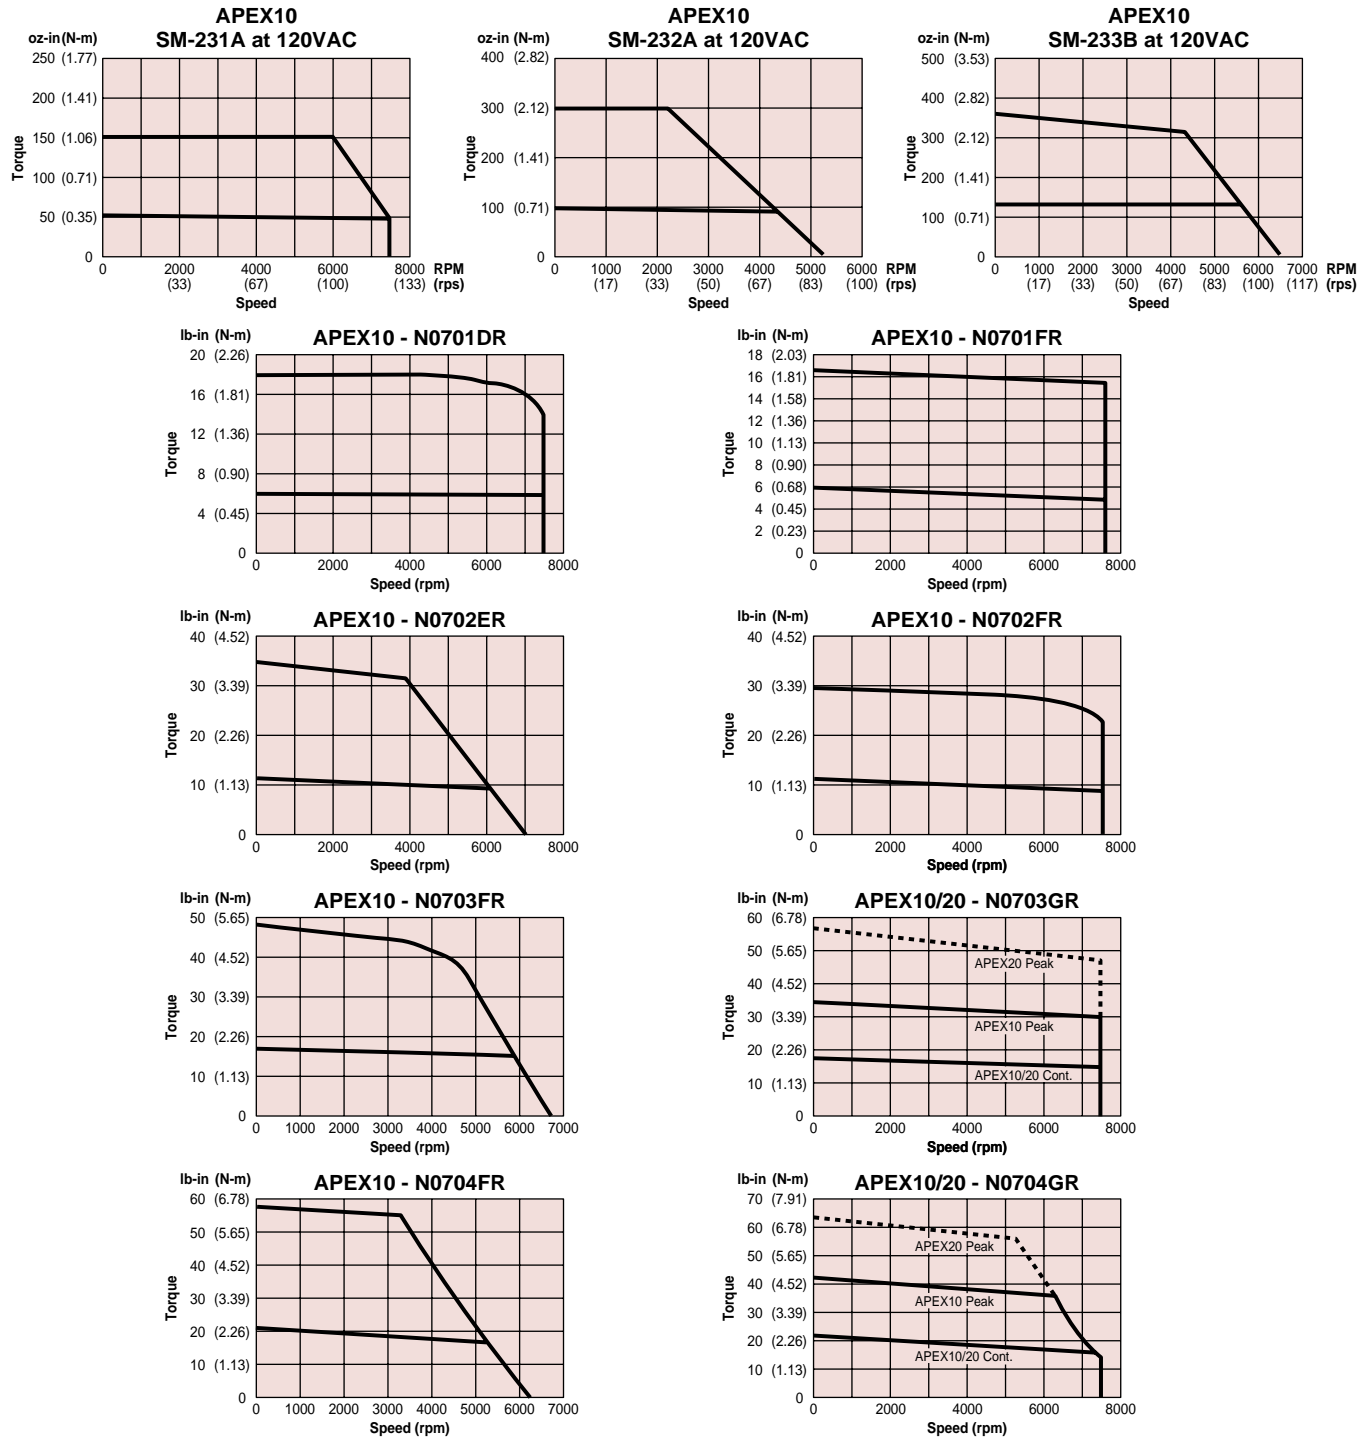 APEX10
SM-231A at 120VAC
oz-in (N-m)
250 (1.77)
200 (1.41)
150 (1.06)
100 (0.71)
50 (0.35)
0
Torque
0 2000 4000 6000 8000 RPM
(33) (67) (100) (133) (rps)
Speed
APEX10
SM-232A at 120VAC
oz-in (N-m)
400 (2.82)
300 (2.12)
200 (1.41)
100 (0.71)
0
Torque
0 1000 2000 3000 4000 5000 6000 RPM
(17) (33) (50) (67) (83) (100) (rps)
Speed
APEX10
SM-233B at 120VAC
oz-in (N-m)
500 (3.53)
400 (2.82)
300 (2.12)
200 (1.41)
100 (0.71)
0
Torque
0 1000 2000 3000 4000 5000 6000 7000 RPM
(17) (33) (50) (67) (83) (100) (117) (rps)
Speed
APEX10 - N0701DR
lb-in (N-m)
20 (2.26)
16 (1.81)
12 (1.36)
8 (0.90)
4 (0.45)
0
Torque
0 2000 4000 6000 8000
Speed (rpm)
APEX10 - N0701FR
lb-in (N-m)
18 (2.03)
16 (1.81)
14 (1.58)
12 (1.36)
10 (1.13)
8 (0.90)
6 (0.68)
4 (0.45)
2 (0.23)
0
Torque
0 2000 4000 6000 8000
Speed (rpm)
APEX10 - N0702ER
lb-in (N-m)
40 (4.52)
30 (3.39)
20 (2.26)
10 (1.13)
0
Torque
0 2000 4000 6000 8000
Speed (rpm)
APEX10 - N0702FR
lb-in (N-m)
40 (4.52)
30 (3.39)
20 (2.26)
10 (1.13)
0
Torque
0 2000 4000 6000 8000
Speed (rpm)
APEX10 - N0703FR
lb-in (N-m)
50 (5.65)
40 (4.52)
30 (3.39)
20 (2.26)
10 (1.13)
0
Torque
0 1000 2000 3000 4000 5000 6000 7000
Speed (rpm)
APEX10/20 - N0703GR
lb-in (N-m)
60 (6.78)
50 (5.65)
40 (4.52)
30 (3.39)
20 (2.26)
10 (1.13)
0
Torque
APEX20 Peak
APEX10 Peak
APEX10/20 Cont.
0 2000 4000 6000 8000
Speed (rpm)
APEX10 - N0704FR
lb-in (N-m)
60 (6.78)
50 (5.65)
40 (4.52)
30 (3.39)
20 (2.26)
10 (1.13)
0
Torque
0 1000 2000 3000 4000 5000 6000 7000
Speed (rpm)
APEX10/20 - N0704GR
lb-in (N-m)
70 (7.91)
60 (6.78)
50 (5.65)
40 (4.52)
30 (3.39)
20 (2.26)
10 (1.13)
0
Torque
APEX20 Peak
APEX10 Peak
APEX10/20 Cont.
0 2000 4000 6000 8000
Speed (rpm)